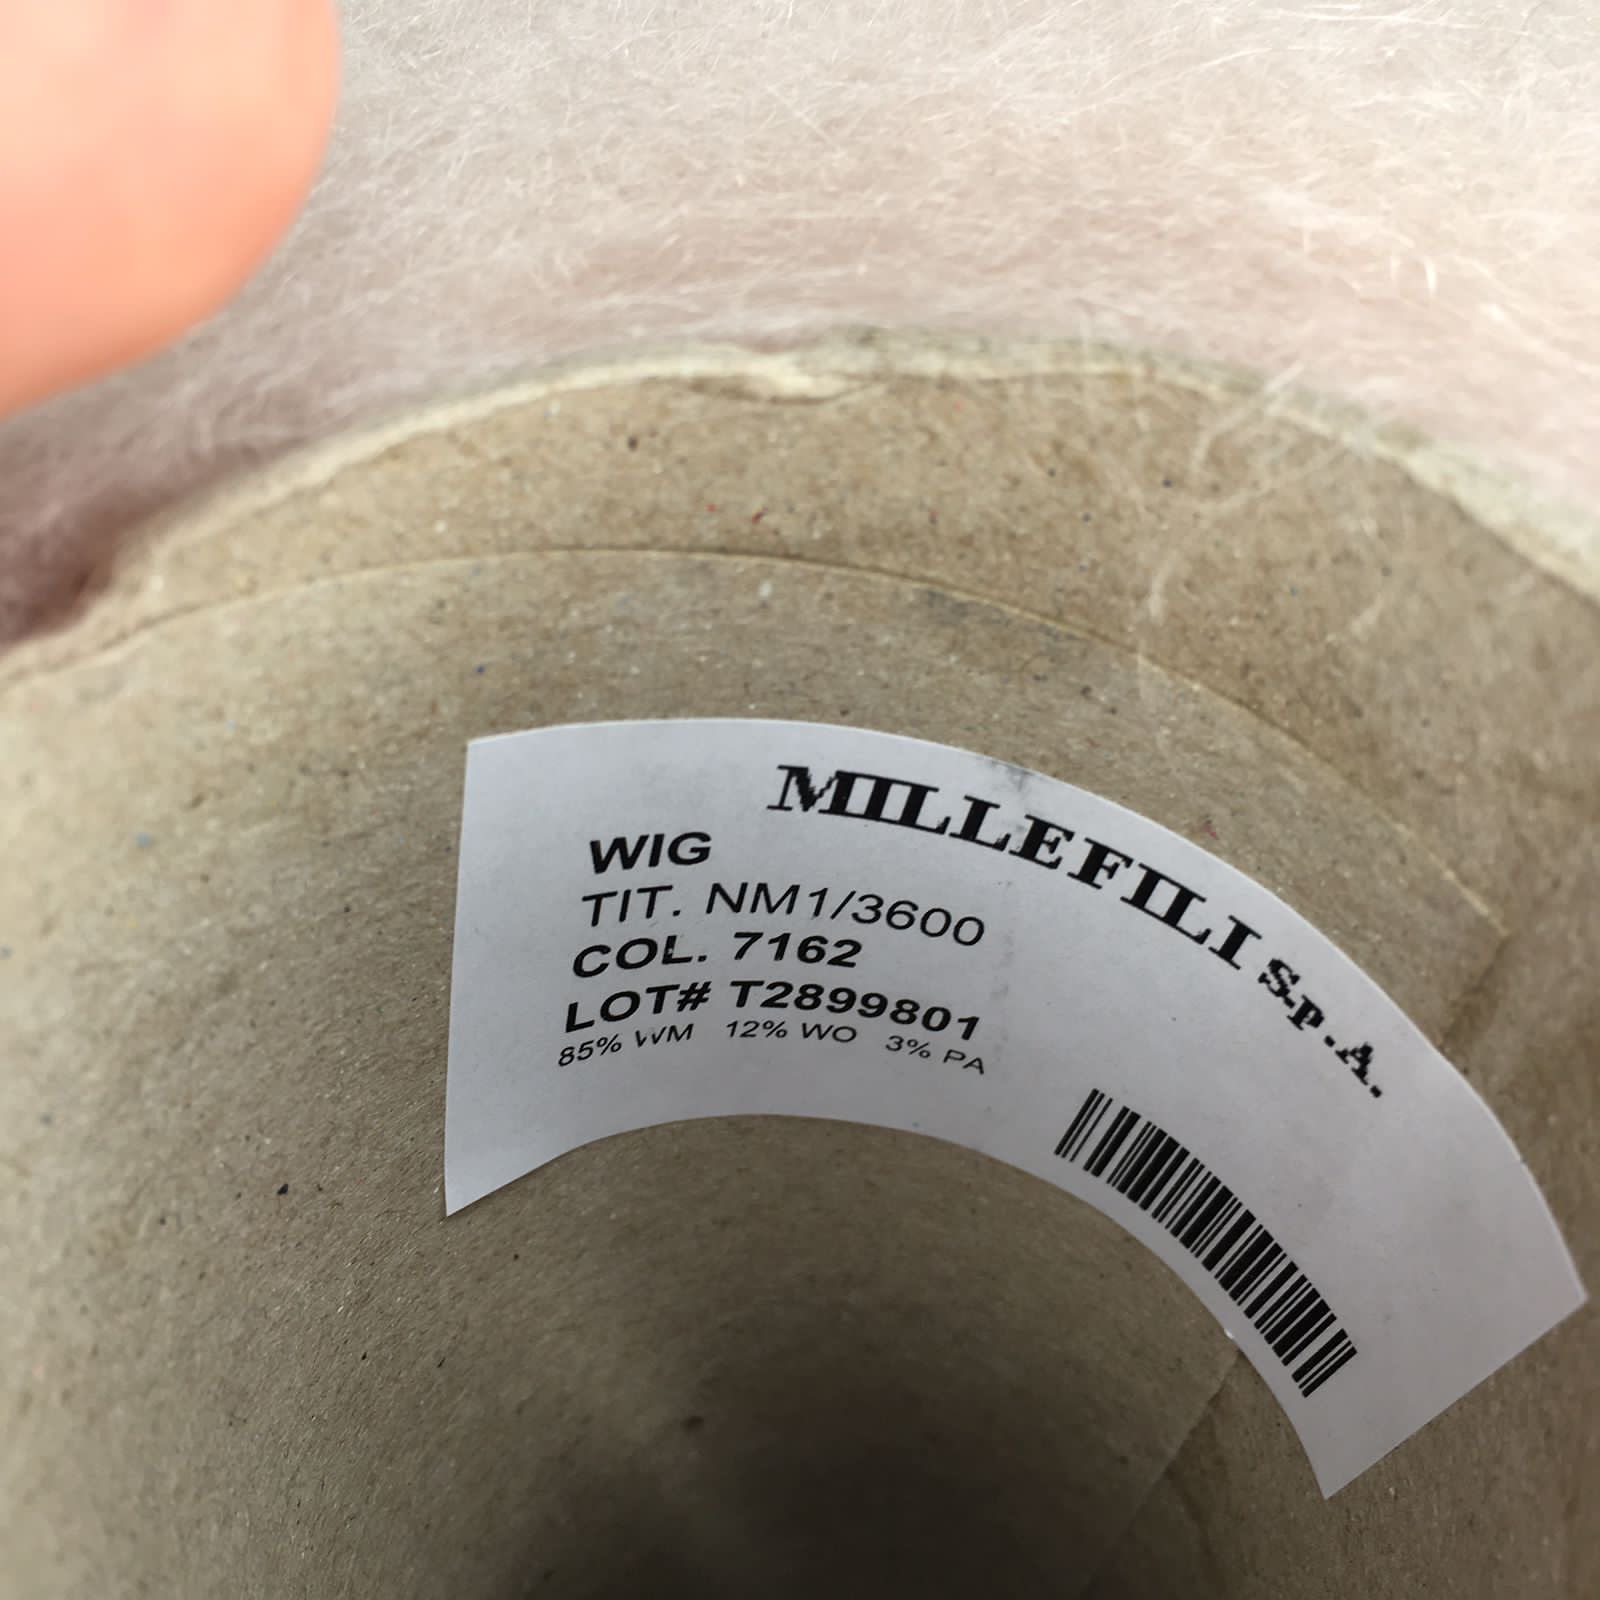 MILLEFILI S.p.A.
WIG
TIT. NM1/3600
COL. 7162
LOT# T2899801
85% WM 12% WO 3% PA